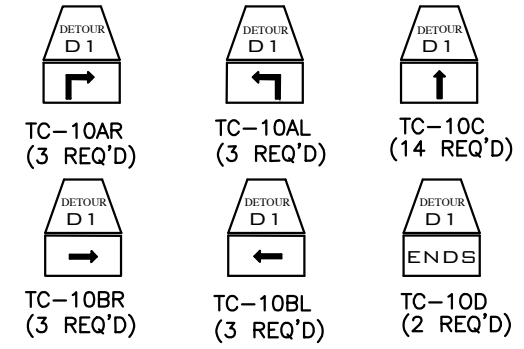 DETOUR
D1
TC-10AR
(3 REQ'D)
DETOUR
D1
TC-10AL
(3 REQ'D)
DETOUR
D1
TC-10C
(14 REQ'D)
DETOUR
D1
TC-10BR
(3 REQ'D)
DETOUR
D1
TC-10BL
(3 REQ'D)
DETOUR
D1
ENDS
TC-10D
(2 REQ'D)